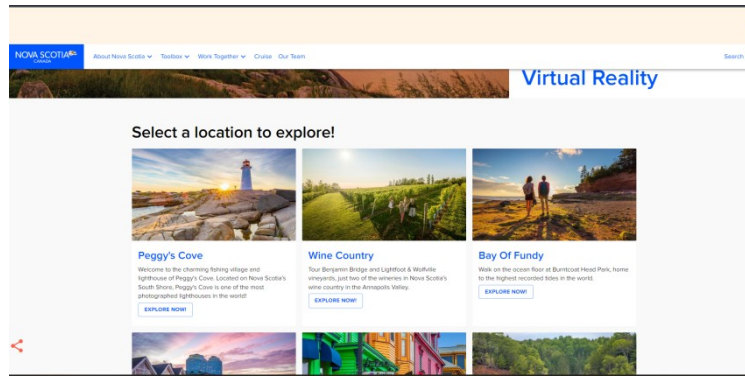 NOVA SCOTIA
CANADA
About Nova Scotia Toolbox Work Together Cruise Our Team
Search
Virtual Reality
Select a location to explore!
Peggy's Cove
Welcome to the charming fishing village and
lighthouse of Peggy's Cove. Located on Nova Scotia's
South Shore, Peggy's Cove is one of the most
photographed lighthouses in the world!
EXPLORE NOW!
Wine Country
Tour Benjamin Bridge and Lightfoot & Wolfville
vineyards, just two of the wineries in Nova Scotia's
wine country in the Annapolis Valley.
EXPLORE NOW!
Bay Of Fundy
Walk on the ocean floor at Burntcoat Head Park, home
to the highest recorded tides in the world.
EXPLORE NOW!